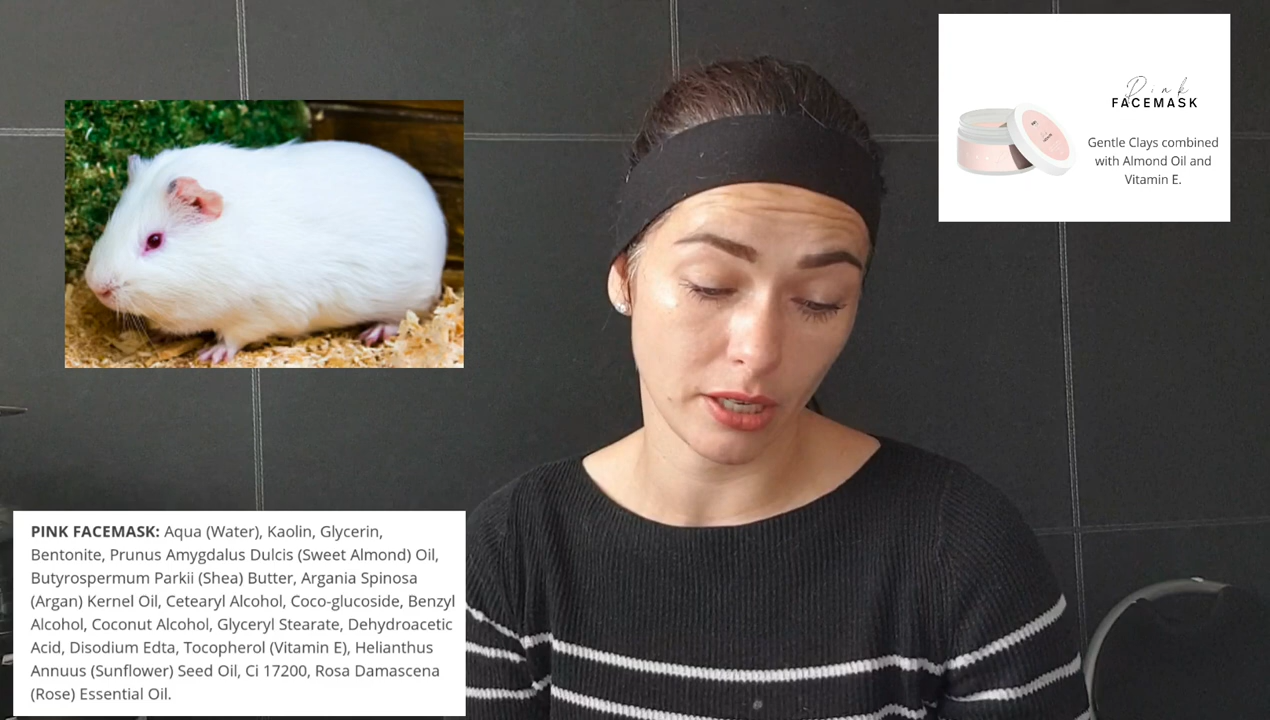 Pink
FACEMASK
Gentle Clays combined
with Almond Oil and
Vitamin E.
PINK FACEMASK: Aqua (Water), Kaolin, Glycerin,
Bentonite, Prunus Amygdalus Dulcis (Sweet Almond) Oil,
Butyrospermum Parkii (Shea) Butter, Argania Spinosa
(Argan) Kernel Oil, Cetearyl Alcohol, Coco-glucoside, Benzyl
Alcohol, Coconut Alcohol, Glyceryl Stearate, Dehydroacetic
Acid, Disodium Edta, Tocopherol (Vitamin E), Helianthus
Annuus (Sunflower) Seed Oil, Ci 17200, Rosa Damascena
(Rose) Essential Oil.